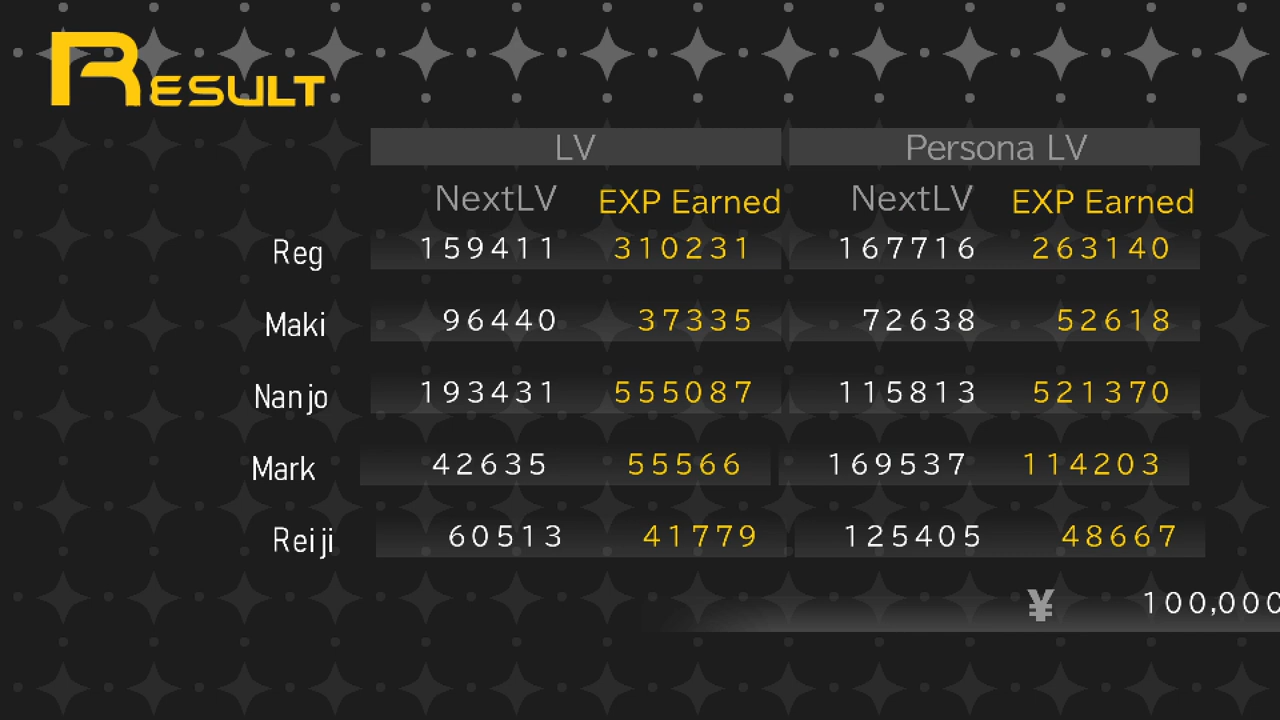 RESULT
LV Persona LV
NextLV EXP Earned NextLV EXP Earned
Reg 159411 310231 167716 263140
Maki 96440 37335 72638 52618
Nanjo 193431 555087 115813 521370
Mark 42635 55566 169537 114203
Reiji 60513 41779 125405 48667
¥ 100,000